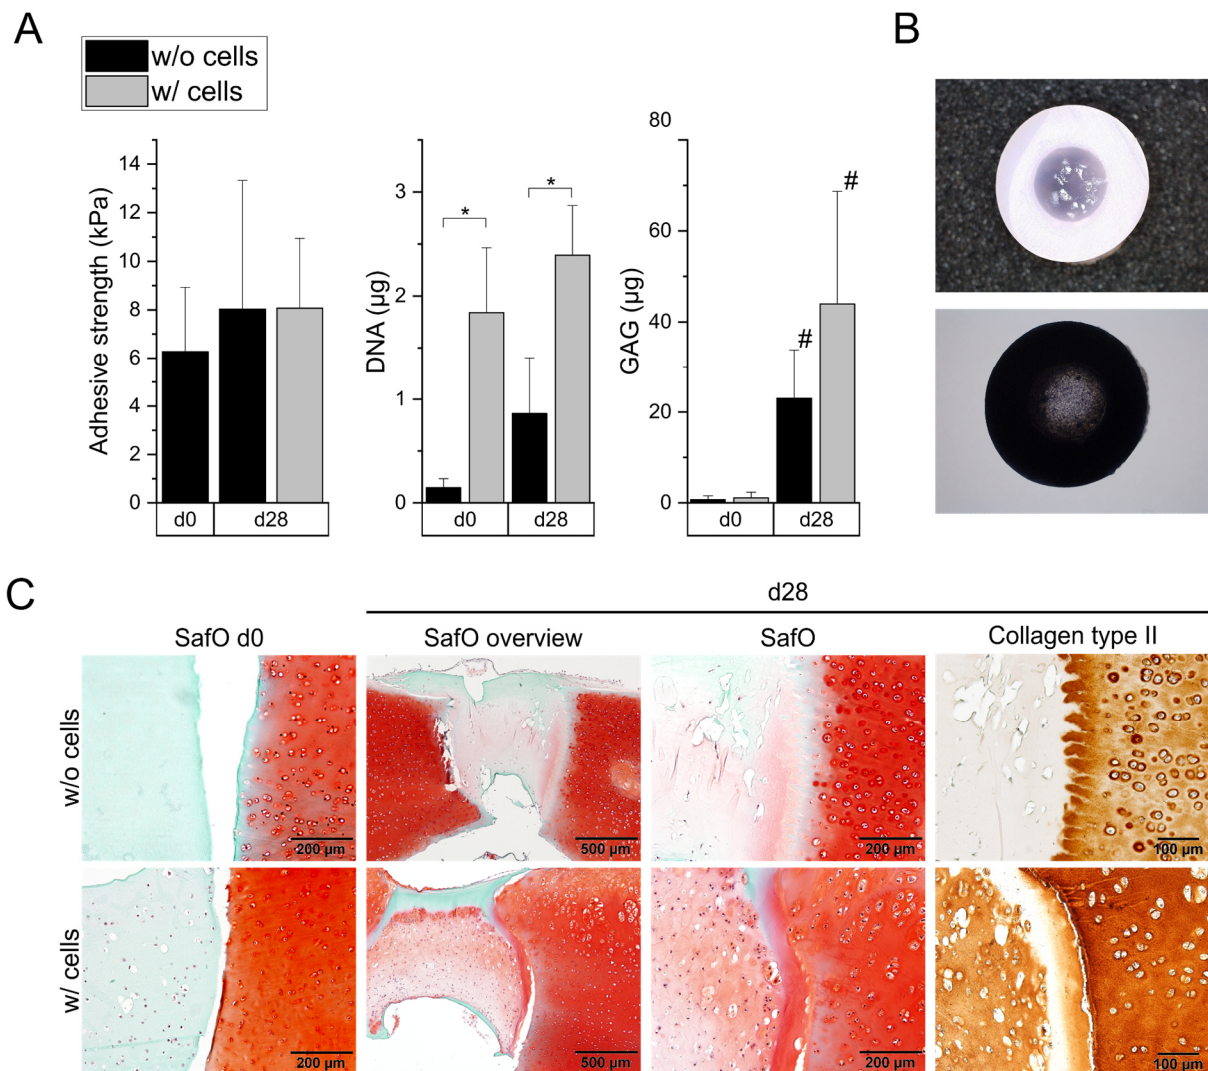 A
w/o cells
w/ cells
Adhesive strength (kPa)
14
12
10
8
6
4
2
0
d0
d28
DNA (µg)
3
2
1
0
*
*
d0
d28
GAG (µg)
80
60
40
20
0
#
#
d0
d28
B
C
d28
SafO d0
SafO overview
SafO
Collagen type II
w/o cells
200 µm
500 µm
200 µm
100 µm
w/ cells
200 µm
500 µm
200 µm
100 µm